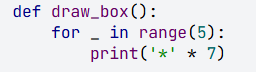 def draw_box():
    for _ in range(5):
        print('*' * 7)